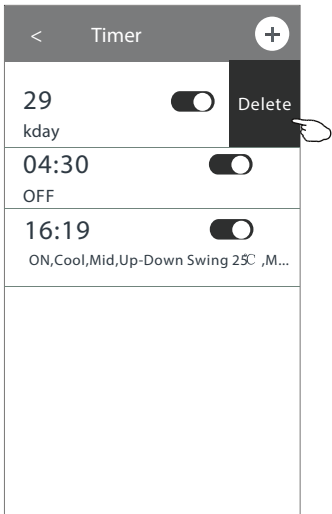 < Timer +
29
kday
Delete
04:30
OFF
16:19
ON,Cool,Mid,Up-Down Swing 25℃ ,M...